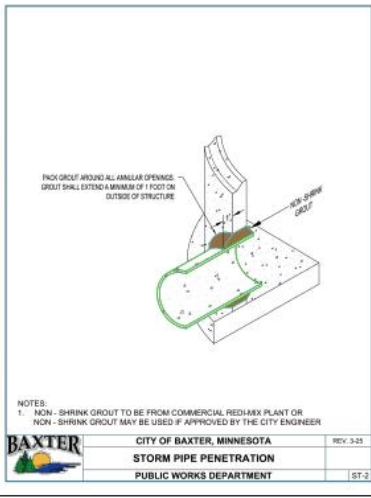 PACK GROUT AROUND ALL ANNULAR OPENINGS.
GROUT SHALL EXTEND A MINIMUM OF 1 FOOT ON
OUTSIDE OF STRUCTURE
1'
NON-SHRINK
GROUT
NOTES:
1. NON - SHRINK GROUT TO BE FROM COMMERCIAL REDI-MIX PLANT OR
NON - SHRINK GROUT MAY BE USED IF APPROVED BY THE CITY ENGINEER
BAXTER
CITY OF BAXTER, MINNESOTA
REV. 3-25
STORM PIPE PENETRATION
PUBLIC WORKS DEPARTMENT
ST-2